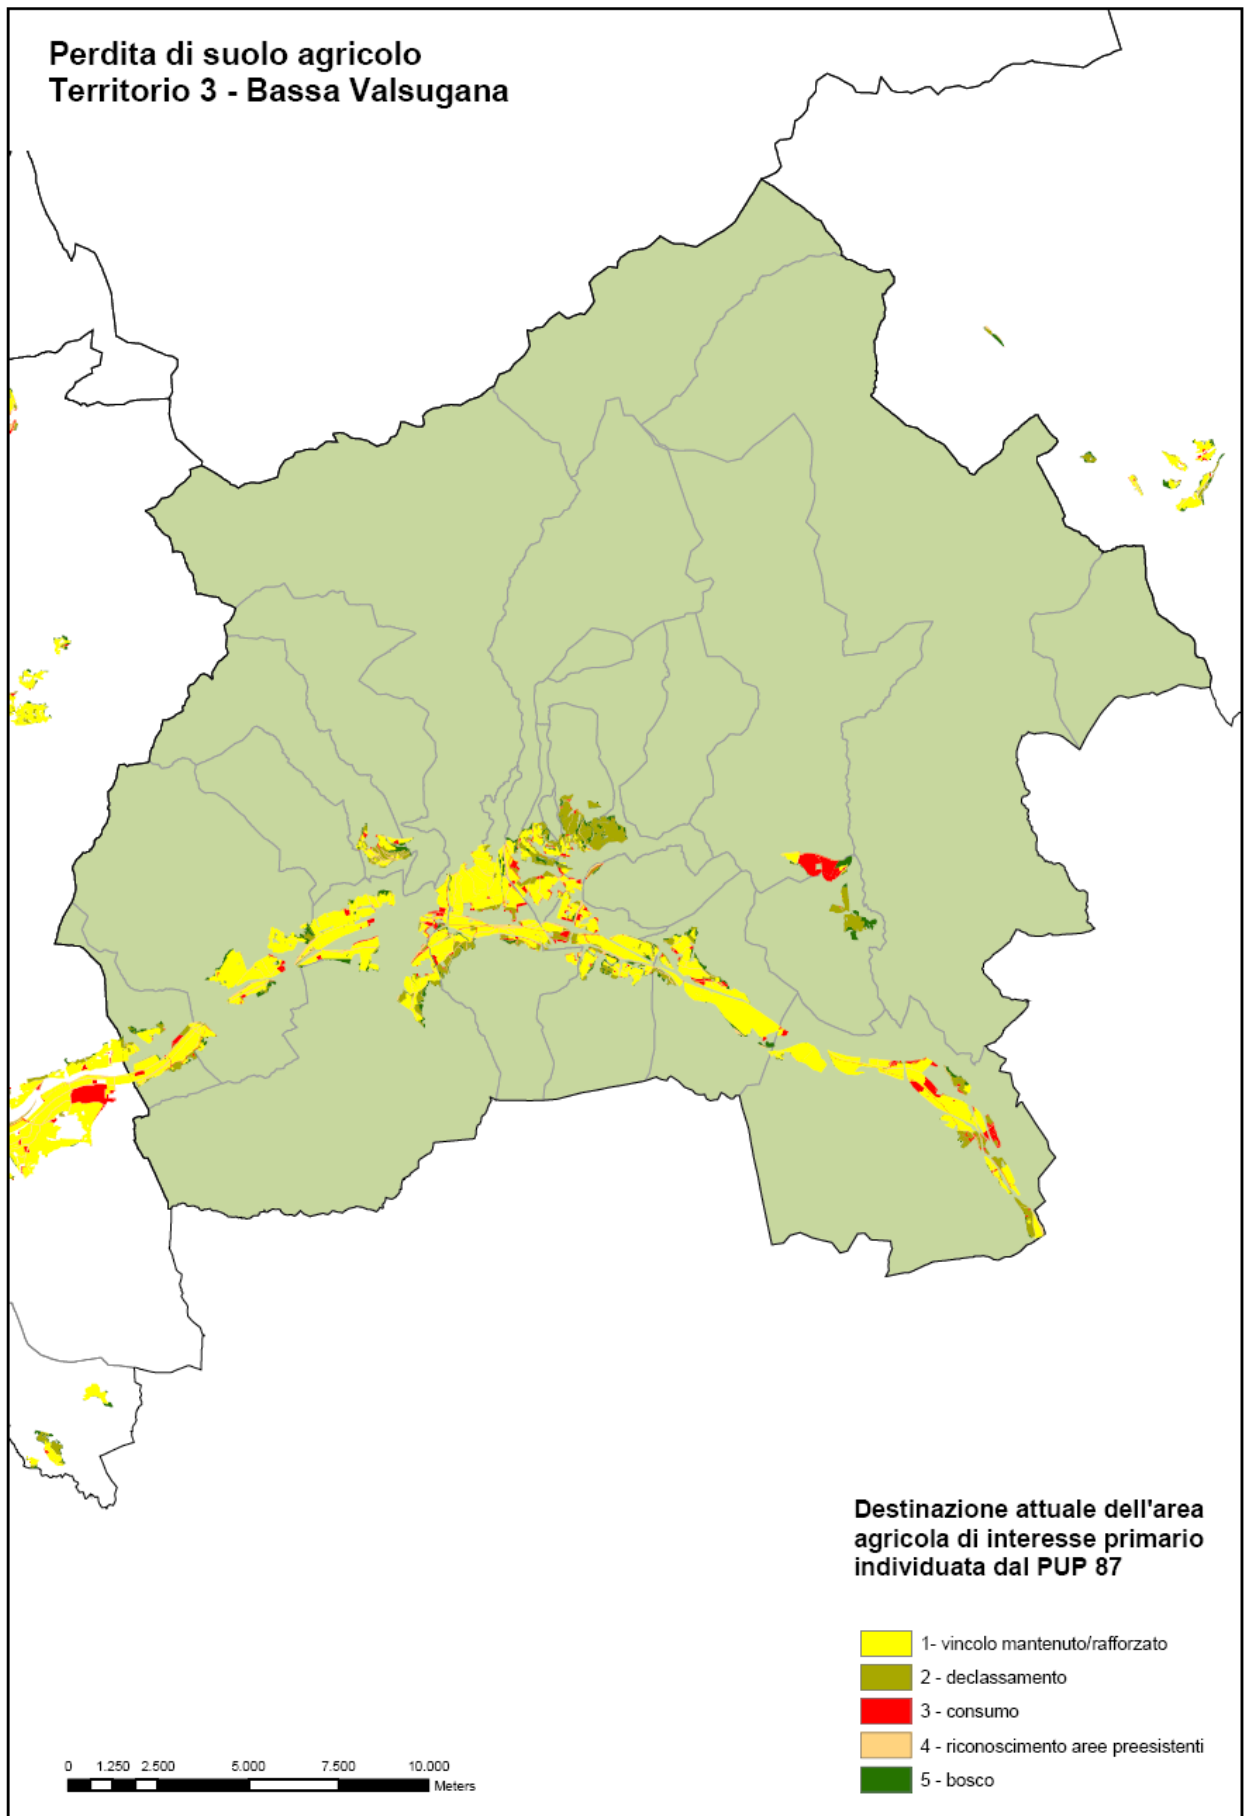 Perdita di suolo agricolo
Territorio 3 - Bassa Valsugana
Destinazione attuale dell'area
agricola di interesse primario
individuata dal PUP 87
1- vincolo mantenuto/rafforzato
2 - declassamento
3 - consumo
4 - riconoscimento aree preesistenti
5 - bosco
0 1.250 2.500 5.000 7.500 10.000
Meters